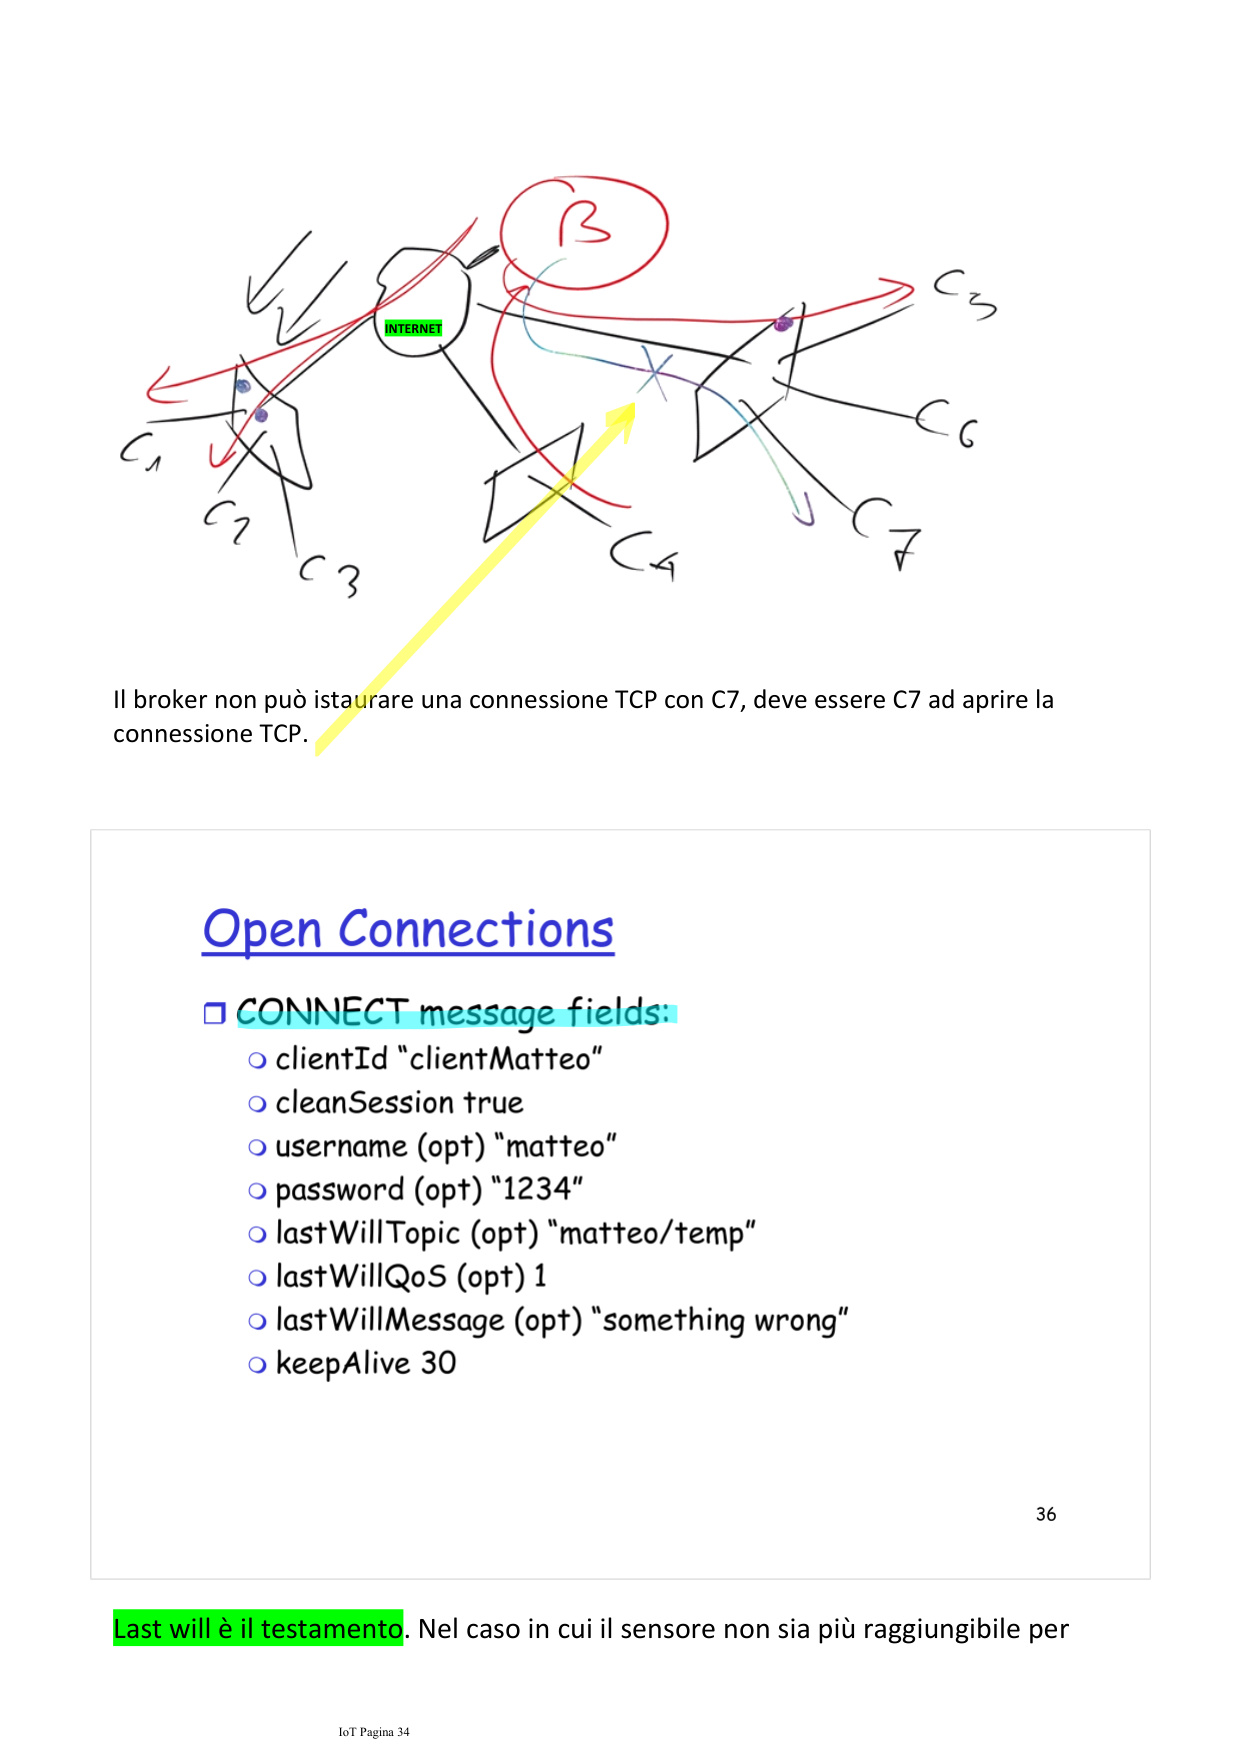 B
INTERNET
C5
C1
C6
C2
C7
C3
C4
Il broker non può istaurare una connessione TCP con C7, deve essere C7 ad aprire la
connessione TCP.
Open Connections
CONNECT message fields:
clientId “clientMatteo”
cleanSession true
username (opt) “matteo”
password (opt) “1234”
lastWillTopic (opt) “matteo/temp”
lastWillQoS (opt) 1
lastWillMessage (opt) “something wrong”
keepAlive 30
36
Last will è il testamento. Nel caso in cui il sensore non sia più raggiungibile per
IoT Pagina 34